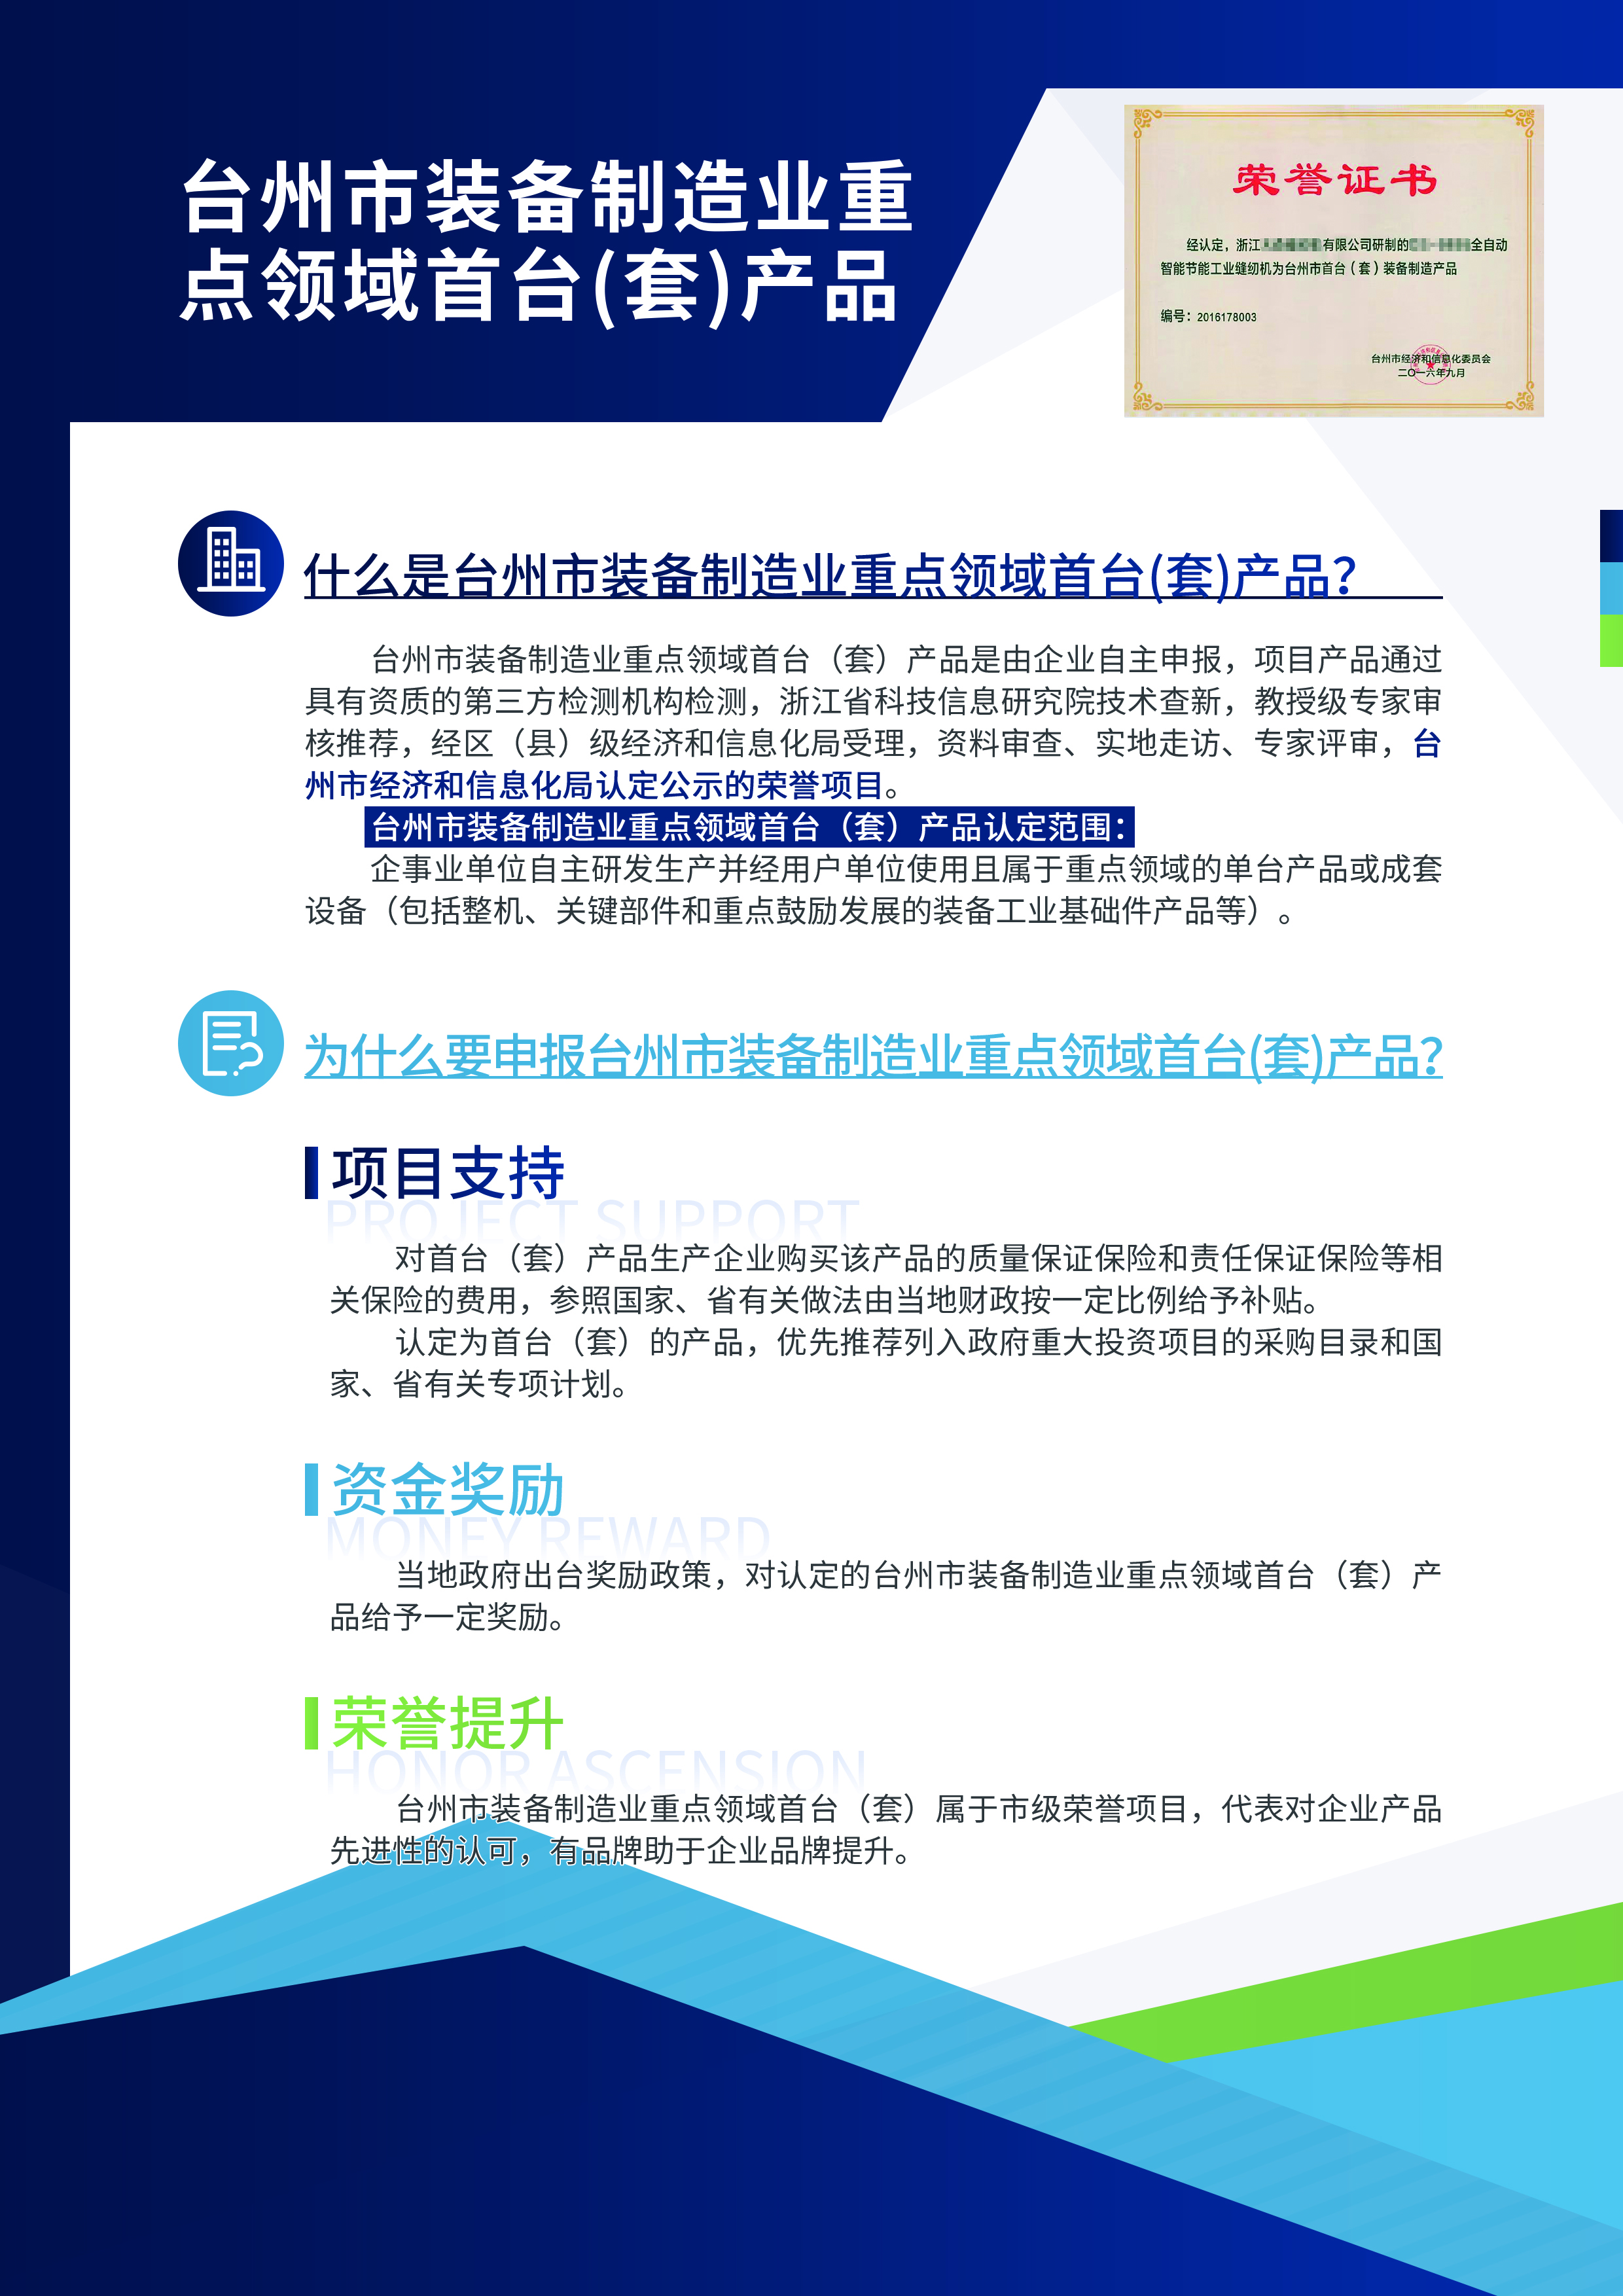 台州市装备制造业重
点领域首台(套)产品
荣誉证书
经认定，浙江有限公司研制的全自动
智能节能工业缝纫机为台州市首台（套）装备制造产品
编号：2016178003
台州市经济和信息化委员会
二〇一六年九月
什么是台州市装备制造业重点领域首台(套)产品？
台州市装备制造业重点领域首台（套）产品是由企业自主申报，项目产品通过
具有资质的第三方检测机构检测，浙江省科技信息研究院技术查新，教授级专家审
核推荐，经区（县）级经济和信息化局受理，资料审查、实地走访、专家评审，台
州市经济和信息化局认定公示的荣誉项目。
台州市装备制造业重点领域首台（套）产品认定范围：
企事业单位自主研发生产并经用户单位使用且属于重点领域的单台产品或成套
设备（包括整机、关键部件和重点鼓励发展的装备工业基础件产品等）。
为什么要申报台州市装备制造业重点领域首台(套)产品？
项目支持
PROJECT SUPPORT
对首台（套）产品生产企业购买该产品的质量保证保险和责任保证保险等相
关保险的费用，参照国家、省有关做法由当地财政按一定比例给予补贴。
认定为首台（套）的产品，优先推荐列入政府重大投资项目的采购目录和国
家、省有关专项计划。
资金奖励
MONEY REWARD
当地政府出台奖励政策，对认定的台州市装备制造业重点领域首台（套）产
品给予一定奖励。
荣誉提升
HONOR ASCENSION
台州市装备制造业重点领域首台（套）属于市级荣誉项目，代表对企业产品
先进性的认可，有品牌助于企业品牌提升。